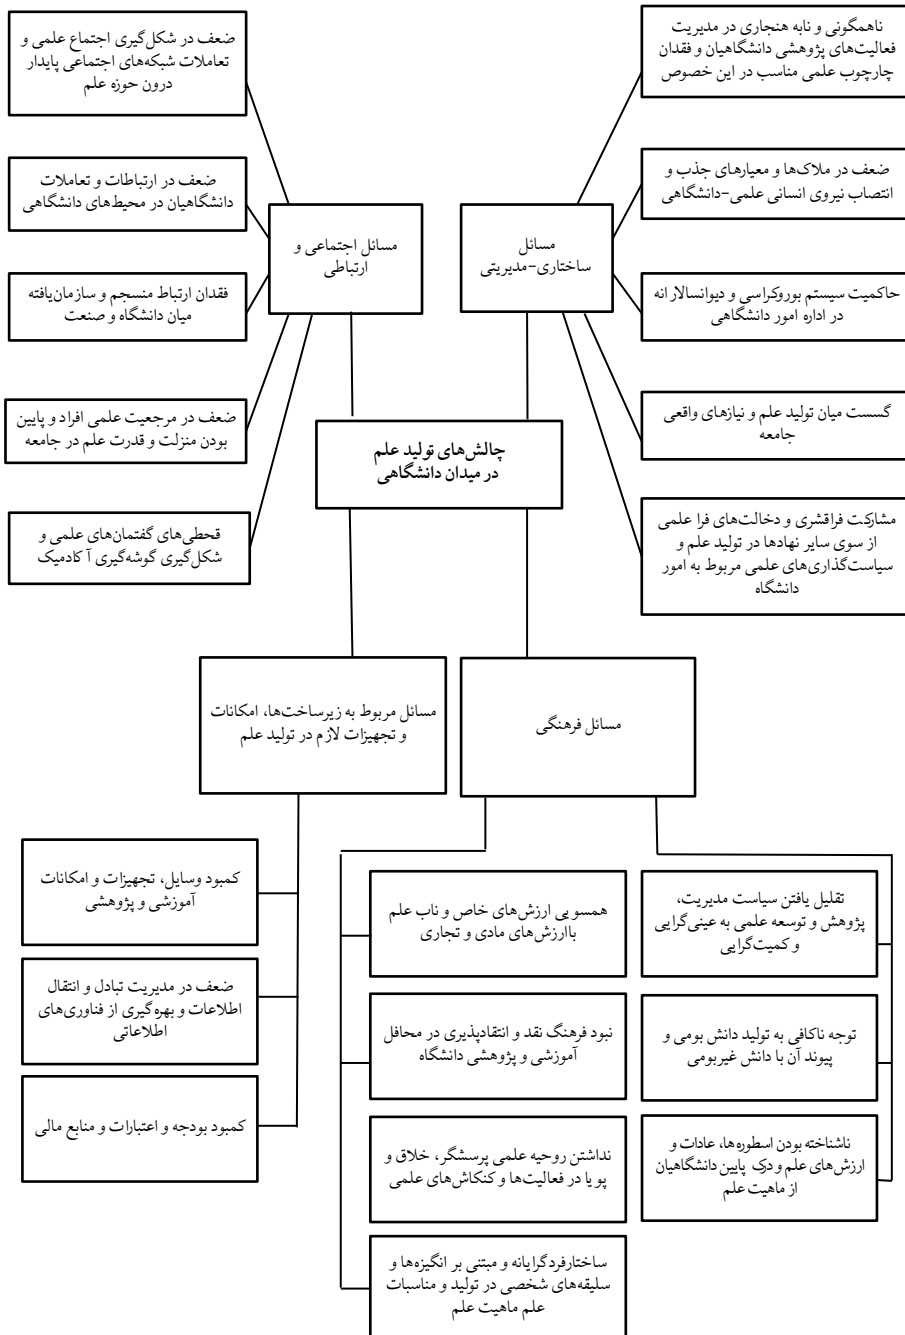 ناهمگونی و نابه هنجاری در مدیریت
فعالیت‌های پژوهشی دانشگاهیان و فقدان
چارچوب علمی مناسب در این خصوص
ضعف در ملاک‌ها و معیارهای جذب و
انتصاب نیروی انسانی علمی-دانشگاهی
حاکمیت سیستم بوروکراسی و دیوانسالار انه
در اداره امور دانشگاهی
گسست میان تولید علم و نیازهای واقعی
جامعه
مشارکت فراقشری و دخالت‌های فرا علمی
از سوی سایر نهادها در تولید علم و
سیاست‌گذاری‌های علمی مربوط به امور
دانشگاه
مسائل
ساختاری-مدیریتی
ضعف در شکل‌گیری اجتماع علمی و
تعاملات شبکه‌های اجتماعی پایدار
درون حوزه علم
ضعف در ارتباطات و تعاملات
دانشگاهیان در محیط‌های دانشگاهی
فقدان ارتباط منسجم و سازمان‌یافته
میان دانشگاه و صنعت
ضعف در مرجعیت علمی افراد و پایین
بودن منزلت و قدرت علم در جامعه
قحطی‌های گفتمان‌های علمی و
شکل‌گیری گوشه‌گیری آ کادمیک
مسائل اجتماعی و
ارتباطی
چالش‌های تولید علم
در میدان دانشگاهی
مسائل فرهنگی
مسائل مربوط به زیرساخت‌ها، امکانات
و تجهیزات لازم در تولید علم
تقلیل یافتن سیاست مدیریت،
پژوهش و توسعه علمی به عینی‌گرایی
و کمیت‌گرایی
توجه ناکافی به تولید دانش بومی و
پیوند آن با دانش غیربومی
ناشناخته بودن اسطوره‌ها، عادات و
ارزش‌های علم و درک پایین دانشگاهیان
از ماهیت علم
همسویی ارزش‌های خاص و ناب علم
باارزش‌های مادی و تجاری
نبود فرهنگ نقد و انتقادپذیری در محافل
آموزشی و پژوهشی دانشگاه
نداشتن روحیه علمی پرسشگر، خلاق و
پویا در فعالیت‌ها و کنکاش‌های علمی
ساختارفردگرایانه و مبتنی بر انگیزه‌ها و
سلیقه‌های شخصی در تولید و مناسبات
علم ماهیت علم
کمبود وسایل، تجهیزات و امکانات
آموزشی و پژوهشی
ضعف در مدیریت تبادل و انتقال
اطلاعات و بهره‌گیری از فناوری‌های
اطلاعاتی
کمبود بودجه و اعتبارات و منابع مالی